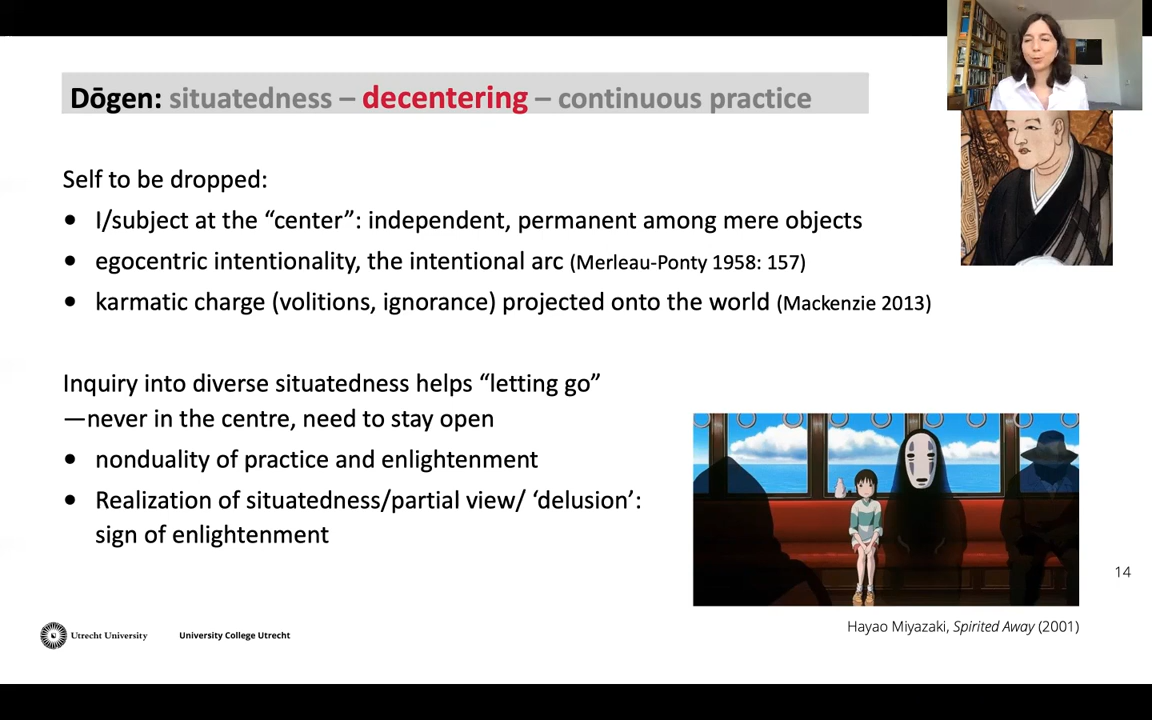 Dōgen: situatedness – decentering – continuous practice
Self to be dropped:
● I/subject at the “center”: independent, permanent among mere objects
● egocentric intentionality, the intentional arc (Merleau-Ponty 1958: 157)
● karmatic charge (volitions, ignorance) projected onto the world (Mackenzie 2013)
Inquiry into diverse situatedness helps “letting go”
—never in the centre, need to stay open
● nonduality of practice and enlightenment
● Realization of situatedness/partial view/ ‘delusion’:
sign of enlightenment
14
Hayao Miyazaki, Spirited Away (2001)
Utrecht University
University College Utrecht